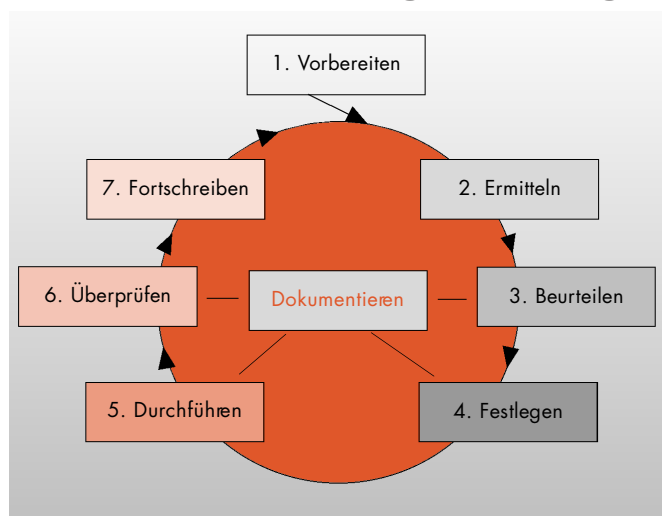 1. Vorbereiten
2. Ermitteln
3. Beurteilen
4. Festlegen
5. Durchführen
6. Überprüfen
7. Fortschreiben
Dokumentieren